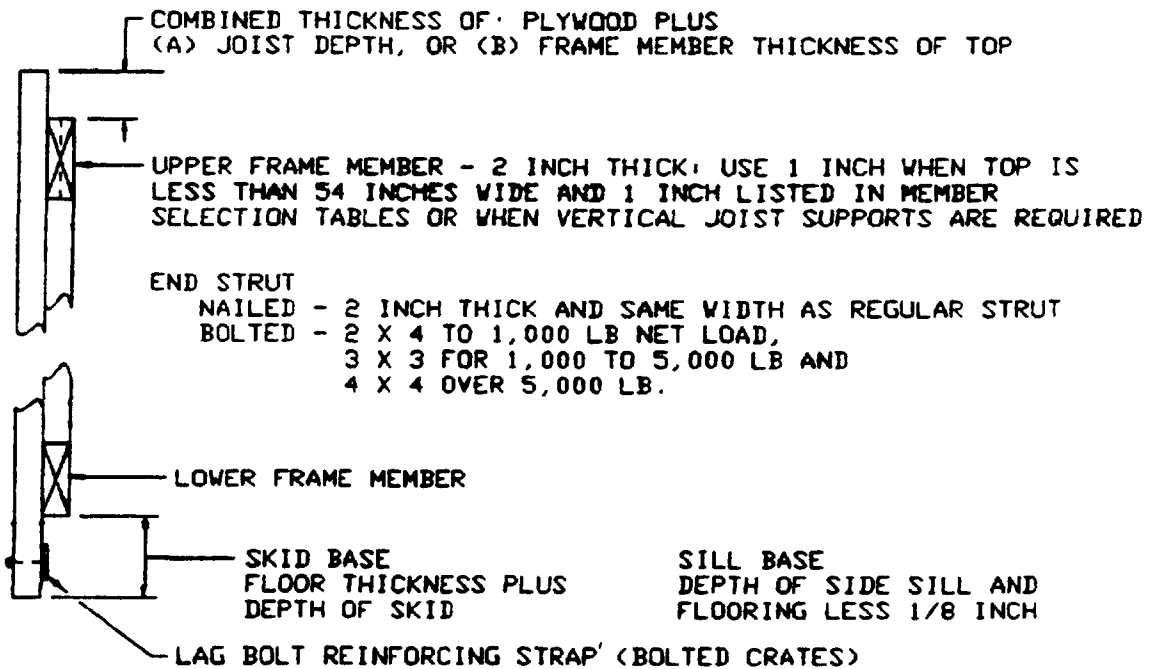 COMBINED THICKNESS OF· PLYWOOD PLUS
(A) JOIST DEPTH, OR (B) FRAME MEMBER THICKNESS OF TOP
UPPER FRAME MEMBER - 2 INCH THICK: USE 1 INCH WHEN TOP IS
LESS THAN 54 INCHES WIDE AND 1 INCH LISTED IN MEMBER
SELECTION TABLES OR WHEN VERTICAL JOIST SUPPORTS ARE REQUIRED
END STRUT
NAILED - 2 INCH THICK AND SAME WIDTH AS REGULAR STRUT
BOLTED - 2 X 4 TO 1,000 LB NET LOAD,
3 X 3 FOR 1,000 TO 5,000 LB AND
4 X 4 OVER 5,000 LB.
LOWER FRAME MEMBER
SKID BASE
FLOOR THICKNESS PLUS
DEPTH OF SKID
SILL BASE
DEPTH OF SIDE SILL AND
FLOORING LESS 1/8 INCH
LAG BOLT REINFORCING STRAP' (BOLTED CRATES)